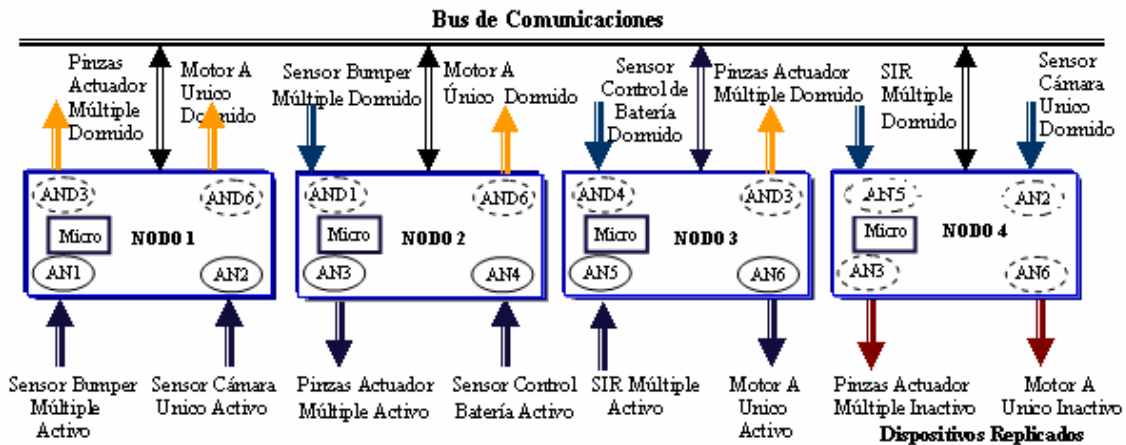 Bus de Comunicaciones
Pinzas
Actuador
Múltiple
Dormido
Motor A
Unico
Dormido
Sensor Bumper
Múltiple Dormido
Motor A
Único Dormido
Sensor
Control de
Batería
Dormido
Pinzas Actuador
Múltiple Dormido
SIR
Múltiple
Dormido
Sensor
Cámara
Unico
Dormido
AND3
AND6
Micro
NODO 1
AN1
AN2
AND1
AND6
Micro
NODO 2
AN3
AN4
AND4
AND3
Micro
NODO 3
AN5
AN6
AN5
AN2
Micro
NODO 4
AN3
AN6
Sensor Bumper
Múltiple
Activo
Sensor Cámara
Unico Activo
Pinzas Actuador
Múltiple Activo
Sensor Control
Batería Activo
SIR Múltiple
Activo
Motor A
Unico
Activo
Pinzas Actuador
Múltiple Inactivo
Motor A
Unico Inactivo
Dispositivos Replicados